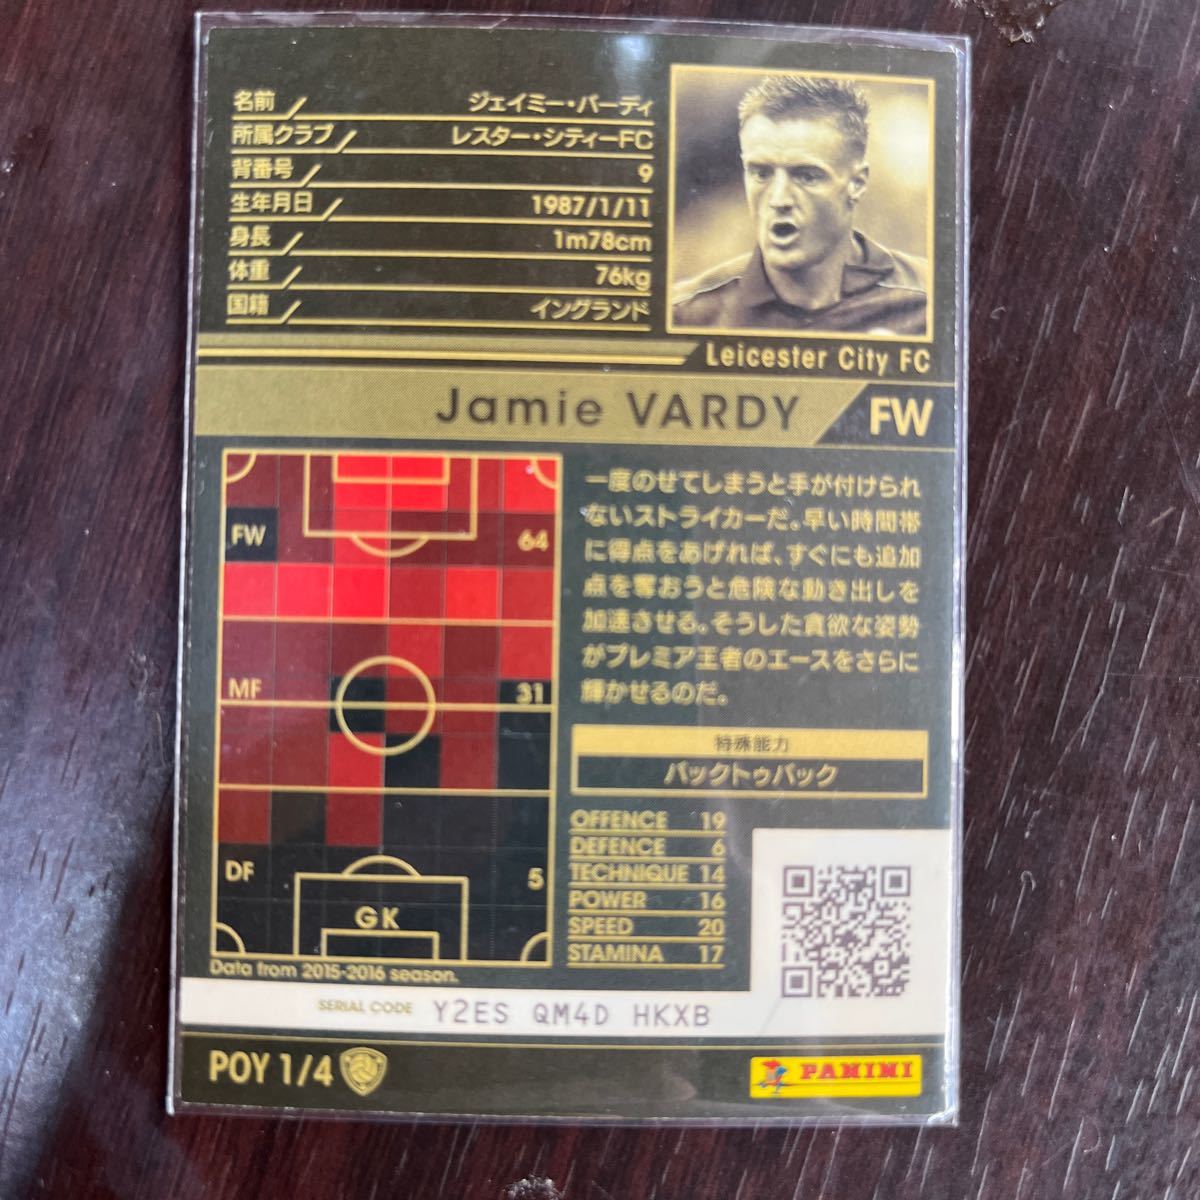 名前 ジェイミー・バーディ
所属クラブ レスター・シティーFC
背番号 9
生年月日 1987/1/11
身長 1m78cm
体重 76kg
国籍 イングランド
Leicester City FC
Jamie VARDY FW
FW 64
MF 31
DF 5
GK
Data from 2015-2016 season.
一度のせてしまうと手が付けられ
ないストライカーだ。早い時間帯
に得点をあげれば、すぐにも追加
点を奪おうと危険な動き出しを
加速させる。そうした貪欲な姿勢
がプレミア王者のエースをさらに
輝かせるのだ。
特殊能力
バックトゥバック
OFFENCE 19
DEFENCE 6
TECHNIQUE 14
POWER 16
SPEED 20
STAMINA 17
SERIAL CODE Y2ES QM4D HKXB
POY 1/4
PANINI